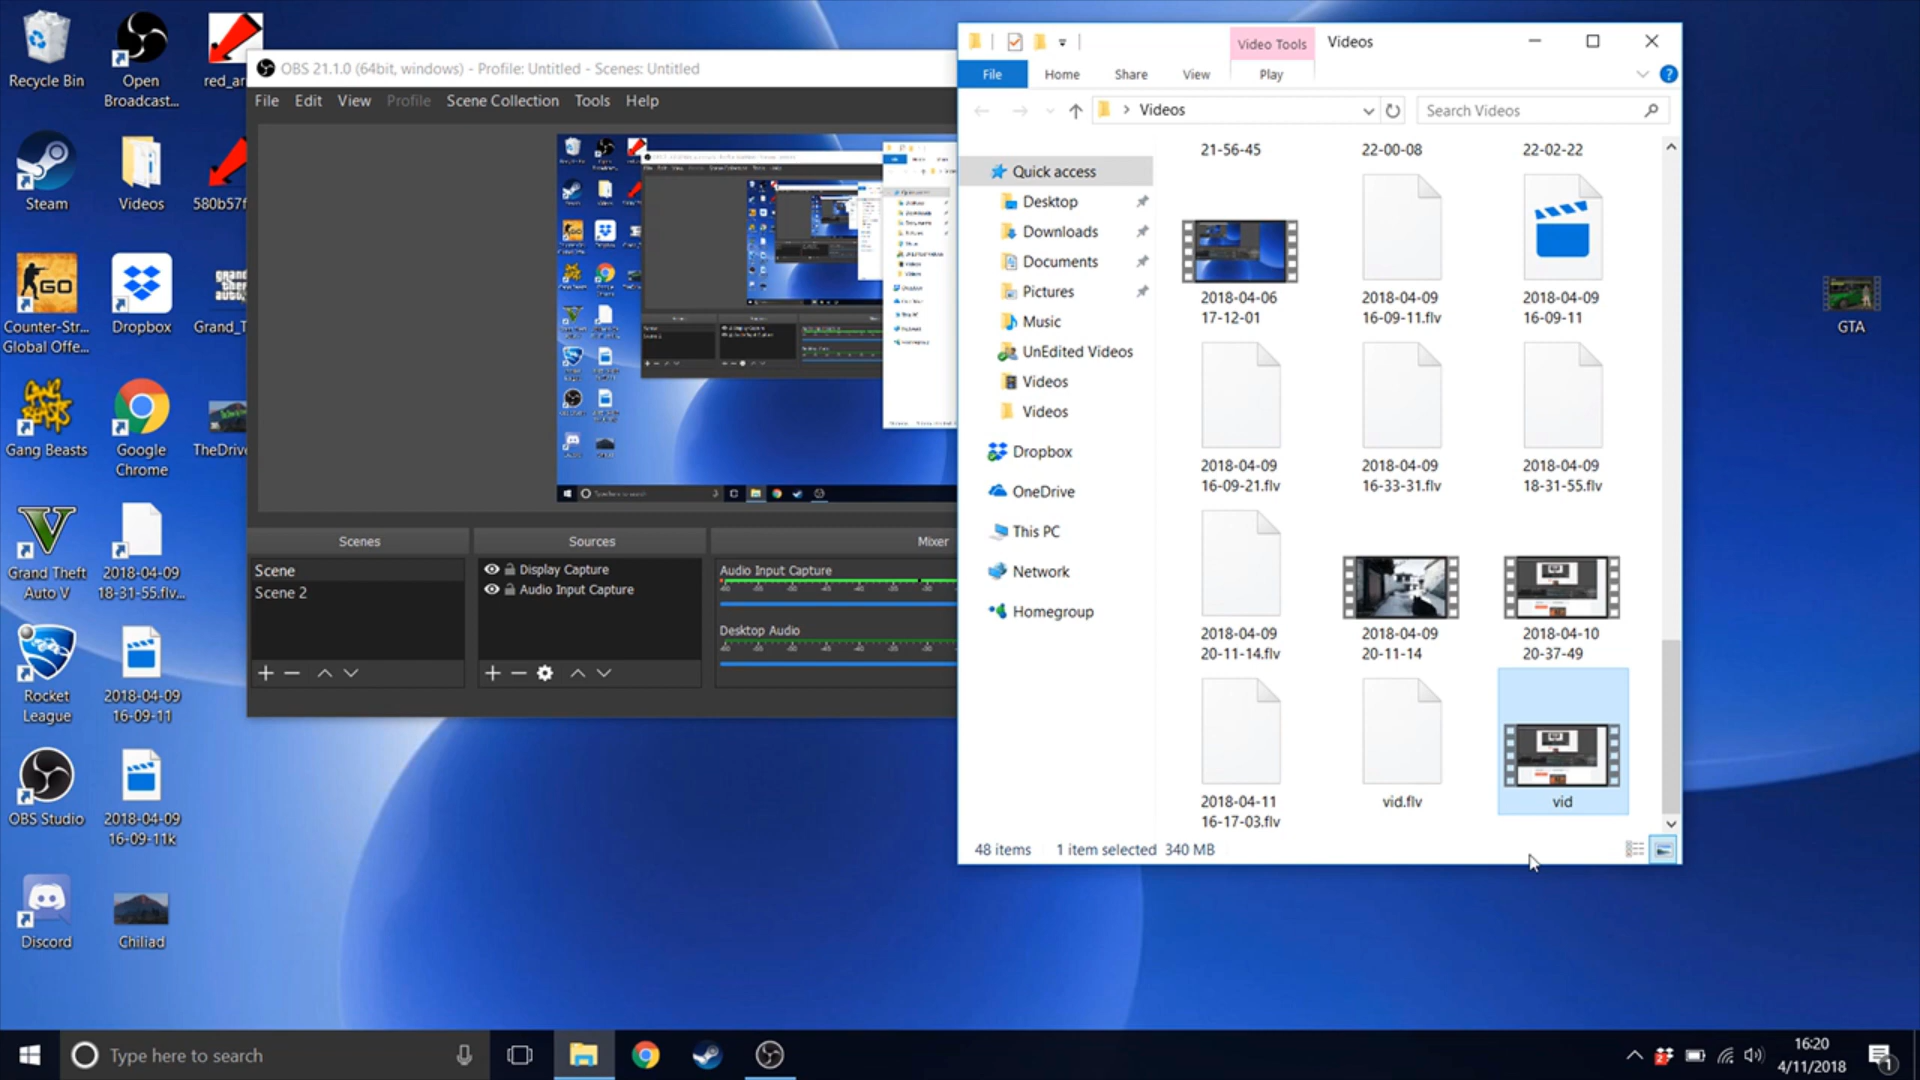 Recycle Bin
Open
Broadcast...
red_ar
Steam
Videos
580b57f
Counter-Str...
Global Offe...
Dropbox
Grand_T
Gang Beasts
Google
Chrome
TheDrive
Grand Theft
Auto V
2018-04-09
18-31-55.flv...
Rocket
League
2018-04-09
16-09-11
OBS Studio
2018-04-09
16-09-11k
Discord
Chiliad
GTA
OBS 21.1.0 (64bit, windows) - Profile: Untitled - Scenes: Untitled
File Edit View Profile Scene Collection Tools Help
Scenes
Scene
Scene 2
Sources
Display Capture
Audio Input Capture
Mixer
Audio Input Capture
Desktop Audio
Video Tools Videos
File Home Share View Play
Videos
Search Videos
Quick access
Desktop
Downloads
Documents
Pictures
Music
UnEdited Videos
Videos
Videos
Dropbox
OneDrive
This PC
Network
Homegroup
21-56-45
22-00-08
22-02-22
2018-04-06
17-12-01
2018-04-09
16-09-11.flv
2018-04-09
16-09-11
2018-04-09
16-09-21.flv
2018-04-09
16-33-31.flv
2018-04-09
18-31-55.flv
2018-04-09
20-11-14.flv
2018-04-09
20-11-14
2018-04-10
20-37-49
2018-04-11
16-17-03.flv
vid.flv
vid
48 items 1 item selected 340 MB
Type here to search
16:20
4/11/2018